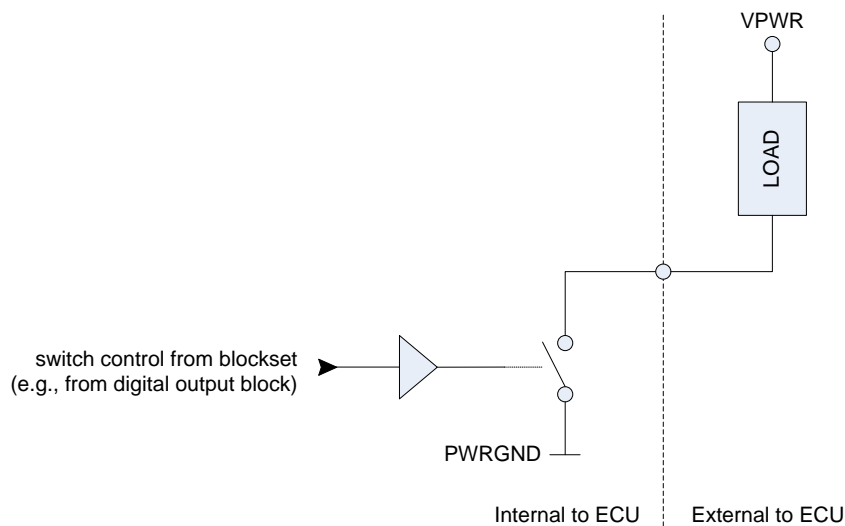 VPWR
LOAD
switch control from blockset
(e.g., from digital output block)
PWRGND
Internal to ECU
External to ECU